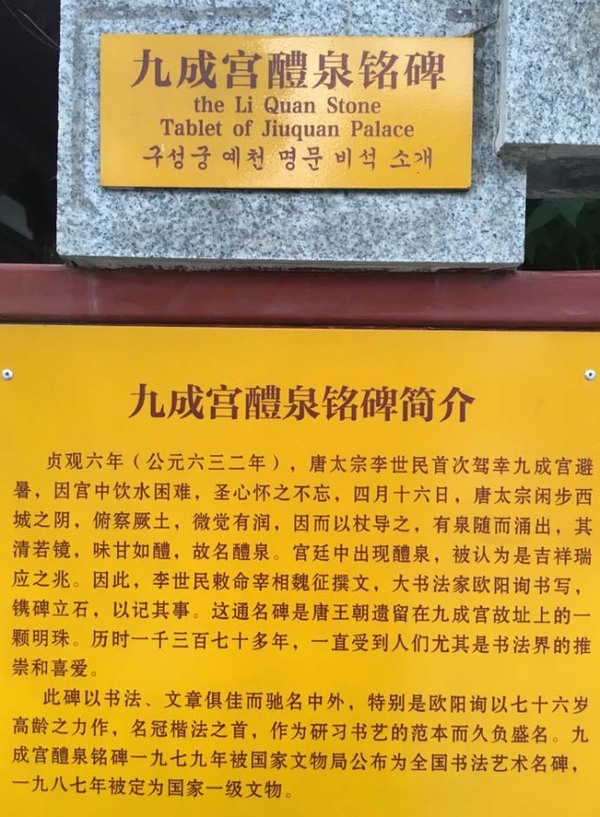 九成宫醴泉铭碑
the Li Quan Stone
Tablet of Jiuquan Palace
구성궁 예천 명문 비석 소개
九成宫醴泉铭碑简介
贞观六年（公元六三二年），唐太宗李世民首次驾幸九成宫避
暑，因宫中饮水困难，圣心怀之不忘，四月十六日，唐太宗闲步西
城之阴，俯察厥土，微觉有润，因而以杖导之，有泉随而涌出，其
清若镜，味甘如醴，故名醴泉。宫廷中出现醴泉，被认为是吉祥瑞
应之兆。因此，李世民敕命宰相魏征撰文，大书法家欧阳询书写，
镌碑立石，以记其事。这通名碑是唐王朝遗留在九成宫故址上的一
颗明珠。历时一千三百七十多年，一直受到人们尤其是书法界的推
崇和喜爱。
此碑以书法、文章俱佳而驰名中外，特别是欧阳询以七十六岁
高龄之力作，名冠楷法之首，作为研习书艺的范本而久负盛名。九
成宫醴泉铭碑一九七九年被国家文物局公布为全国书法艺术名碑，
一九八七年被定为国家一级文物。